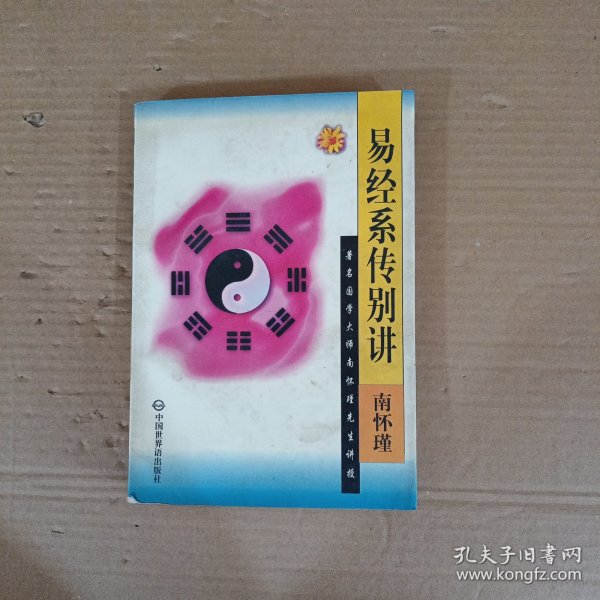 易经系传别讲
南怀瑾
著名国学大师南怀瑾先生讲授
中国世界语出版社
孔夫子旧书网
www.kongfz.com